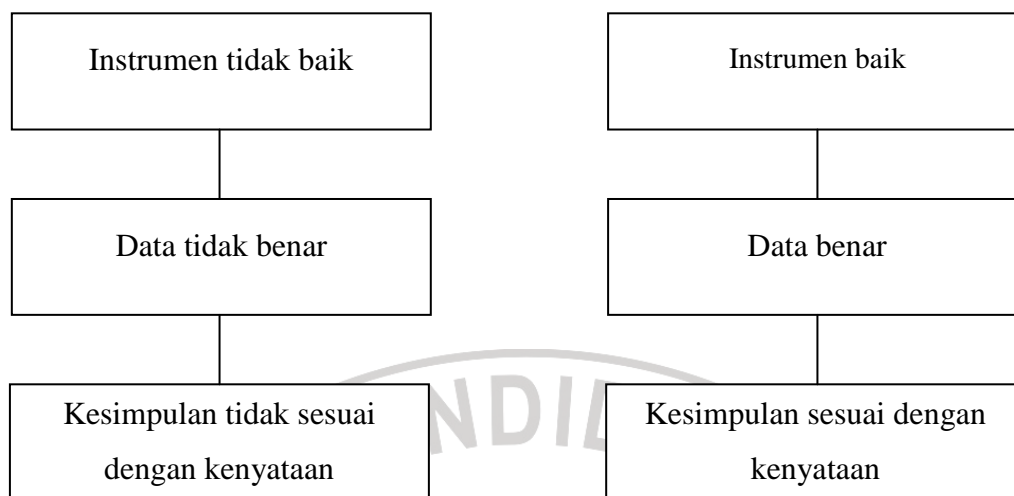 Instrumen tidak baik
Data tidak benar
Kesimpulan tidak sesuai
dengan kenyataan
Instrumen baik
Data benar
Kesimpulan sesuai dengan
kenyataan